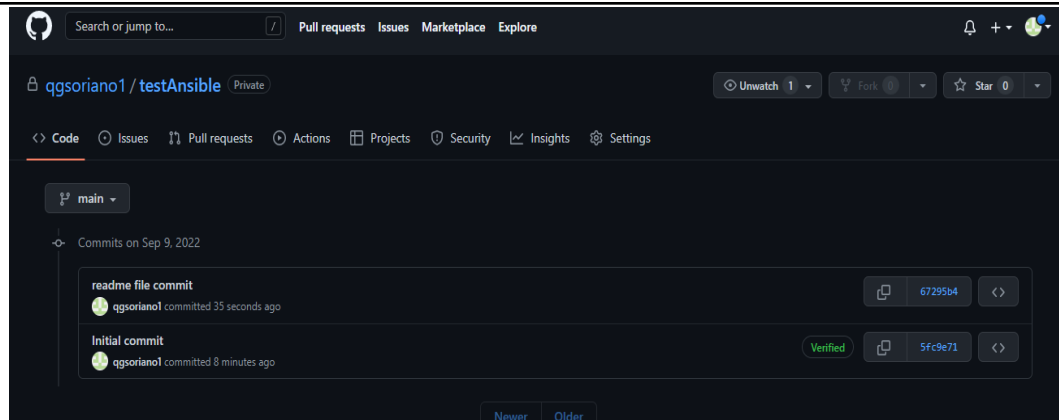 Search or jump to... / Pull requests Issues Marketplace Explore
qgsoriano1 / testAnsible Private Unwatch 1 Fork 0 Star 0
Code Issues Pull requests Actions Projects Security Insights Settings
main
Commits on Sep 9, 2022
readme file commit
qgsoriano1 committed 35 seconds ago 67295b4
Initial commit
qgsoriano1 committed 8 minutes ago Verified 5fc9e71
Newer Older